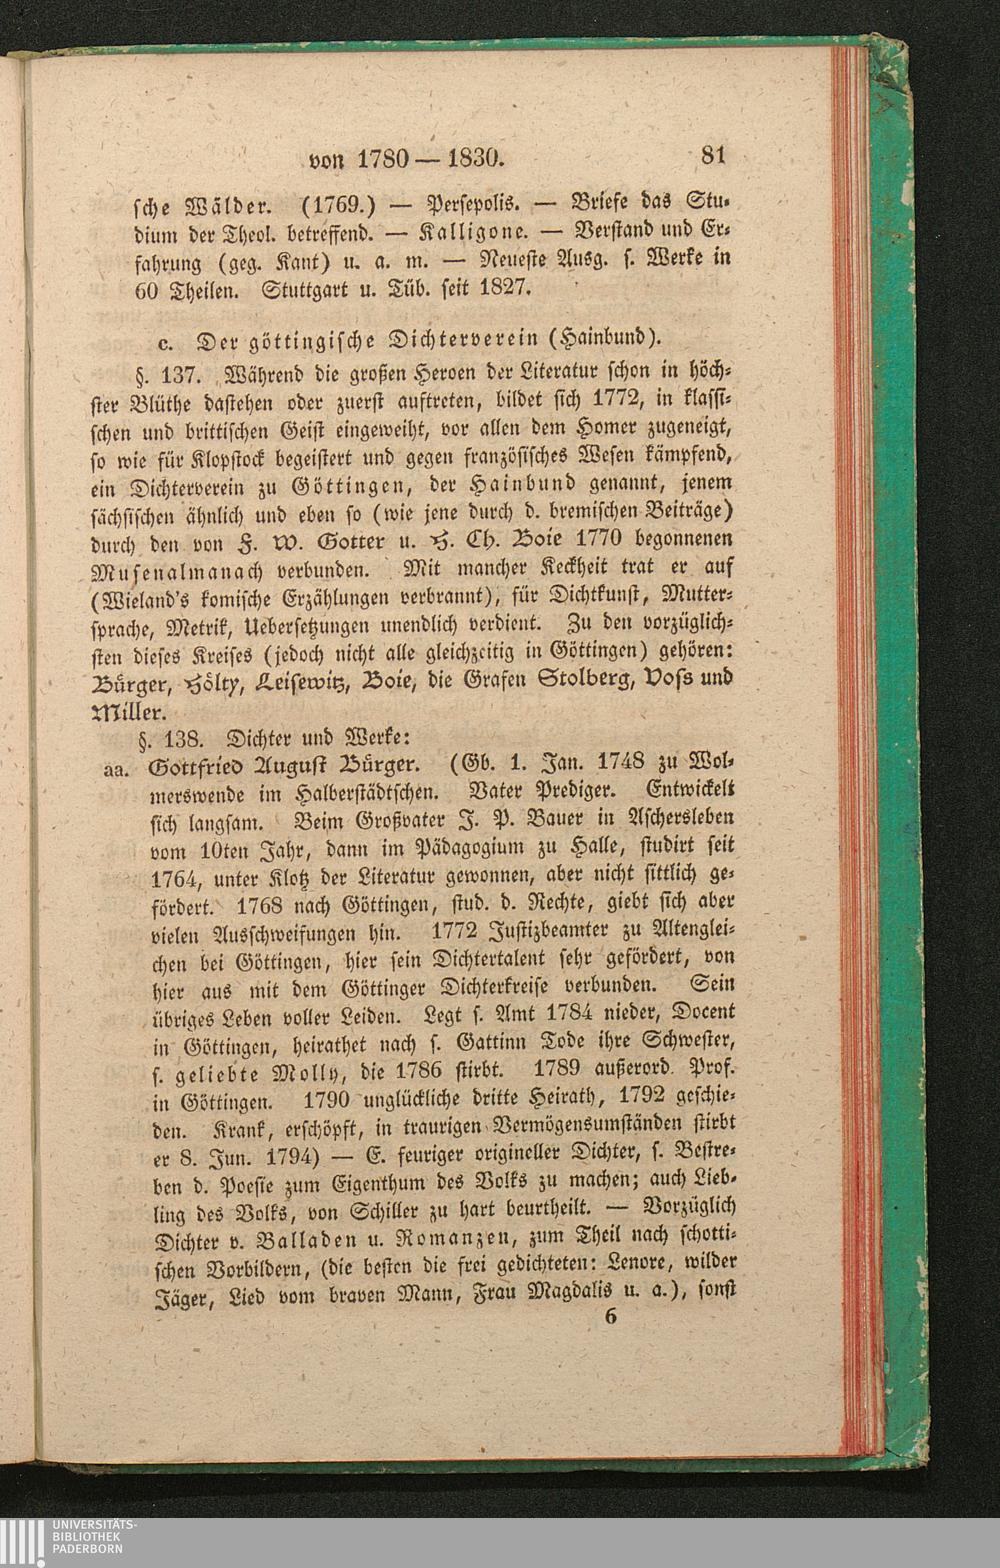 von 1780 — 1830. 81
sche Wälder. (1769.) — Persepolis. — Briefe das Stu-
dium der Theol. betreffend. — Kalligone. — Verstand und Er-
fahrung (geg. Kant) u. a. m. — Neueste Ausg. s. Werke in
60 Theilen. Stuttgart u. Tüb. seit 1827.
c. Der göttingische Dichterverein (Hainbund).
§. 137. Während die großen Heroen der Literatur schon in höch-
ster Blüthe dastehen oder zuerst auftreten, bildet sich 1772, in klassi-
schen und brittischen Geist eingeweiht, vor allen dem Homer zugeneigt,
so wie für Klopstock begeistert und gegen französisches Wesen kämpfend,
ein Dichterverein zu Göttingen, der Hainbund genannt, jenem
sächsischen ähnlich und eben so (wie jene durch d. bremischen Beiträge)
durch den von F. W. Gotter u. H. Ch. Boie 1770 begonnenen
Musenalmanach verbunden. Mit mancher Keckheit trat er auf
(Wieland's komische Erzählungen verbrannt), für Dichtkunst, Mutter-
sprache, Metrik, Uebersetzungen unendlich verdient. Zu den vorzüglich-
sten dieses Kreises (jedoch nicht alle gleichzeitig in Göttingen) gehören:
Bürger, Hölty, Leisewitz, Boie, die Grafen Stolberg, Voss und
Miller.
§. 138. Dichter und Werke:
aa. Gottfried August Bürger. (Gb. 1. Jan. 1748 zu Wol-
merswende im Halberstädtschen. Vater Prediger. Entwickelt
sich langsam. Beim Großvater J. P. Bauer in Aschersleben
vom 10ten Jahr, dann im Pädagogium zu Halle, studirt seit
1764, unter Klotz der Literatur gewonnen, aber nicht sittlich ge-
fördert. 1768 nach Göttingen, stud. d. Rechte, giebt sich aber
vielen Ausschweifungen hin. 1772 Justizbeamter zu Altenglei-
chen bei Göttingen, hier sein Dichtertalent sehr gefördert, von
hier aus mit dem Göttinger Dichterkreise verbunden. Sein
übriges Leben voller Leiden. Legt s. Amt 1784 nieder, Docent
in Göttingen, heirathet nach s. Gattinn Tode ihre Schwester,
s. geliebte Molly, die 1786 stirbt. 1789 außerord. Prof.
in Göttingen. 1790 unglückliche dritte Heirath, 1792 geschie-
den. Krank, erschöpft, in traurigen Vermögensumständen stirbt
er 8. Jun. 1794) — E. feuriger origineller Dichter, s. Bestre-
ben d. Poesie zum Eigenthum des Volks zu machen; auch Lieb-
ling des Volks, von Schiller zu hart beurtheilt. — Vorzüglich
Dichter v. Balladen u. Romanzen, zum Theil nach schotti-
schen Vorbildern, (die besten die frei gedichteten: Lenore, wilder
Jäger, Lied vom braven Mann, Frau Magdalis u. a.), sonst
6
UNIVERSITÄTS-
BIBLIOTHEK
PADERBORN